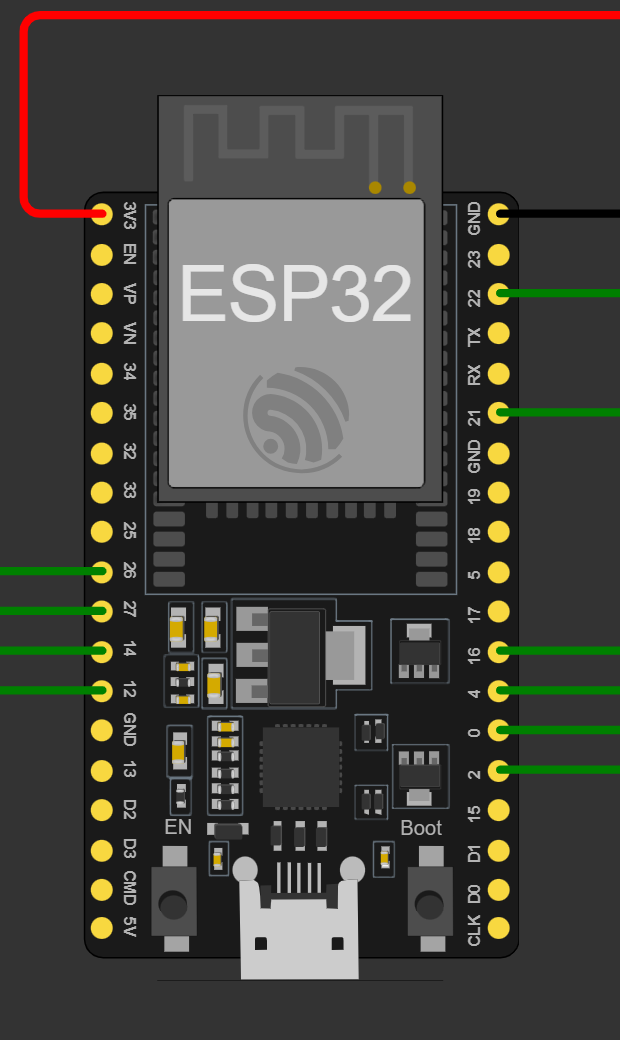 ESP32
3V3
EN
VP
VN
34
35
32
33
25
26
27
14
12
GND
13
D2
D3
CMD
5V
GND
23
22
TX
RX
21
GND
19
18
5
17
16
4
0
2
15
D1
D0
CLK
EN
Boot